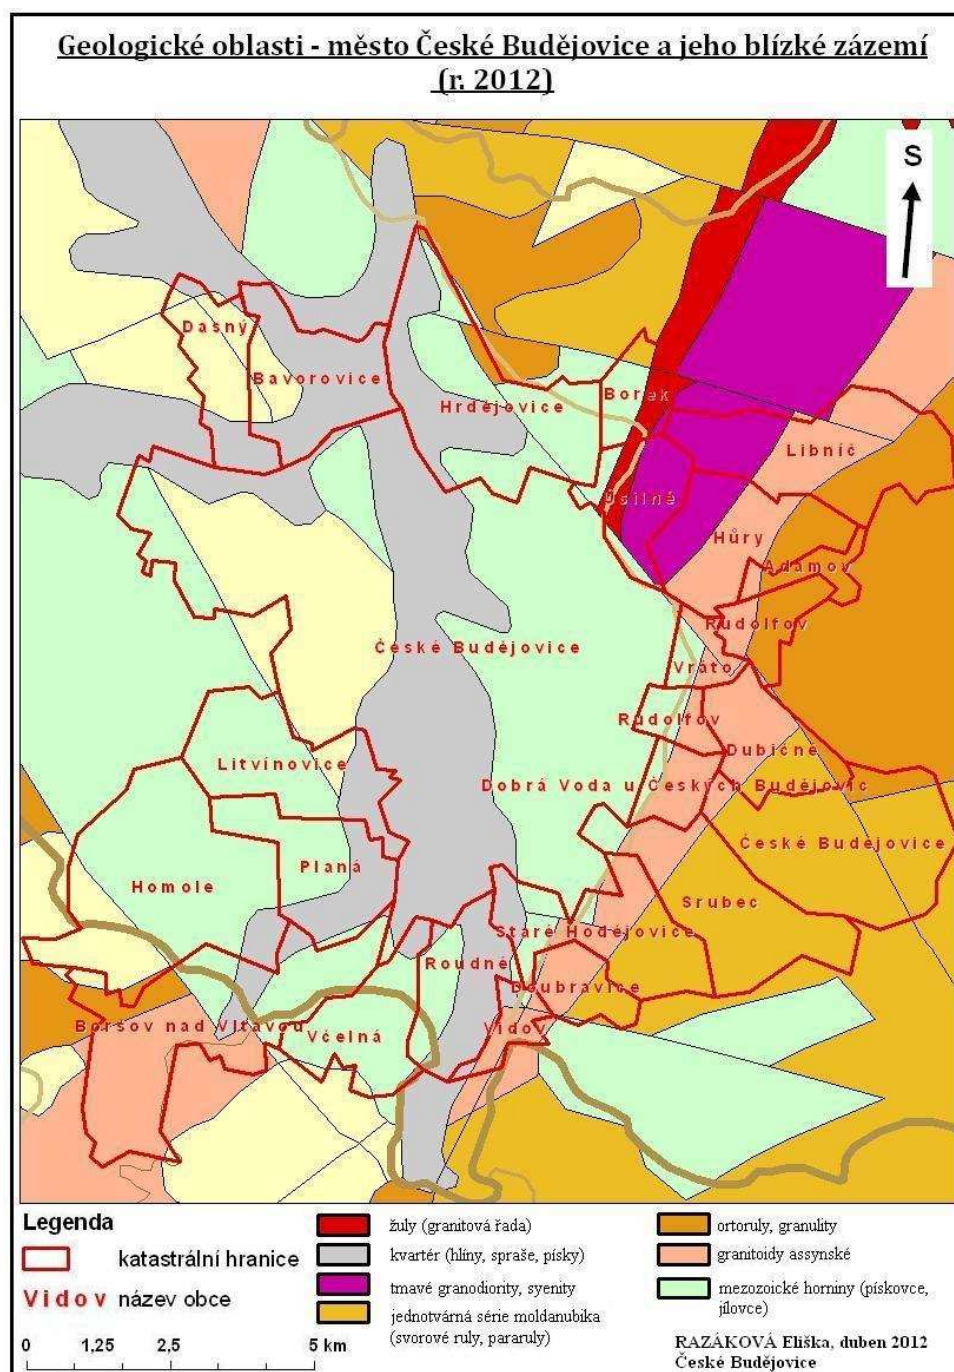 Geologické oblasti - město České Budějovice a jeho blízké zázemí
(r. 2012)
S
Dasný
Bavorovice
Hrdějovice
Borek
Libníč
Úsilné
Hůry
Adamov
Rudolfov
České Budějovice
Vráto
Rudolfov
Dubičné
Litvínovice
Dobrá Voda u Českých Budějovic
České Budějovice
Planá
Homole
Srubec
Staré Hodějovice
Roudné
Doubravice
Boršov nad Vltavou
Včelná
Vidov
Legenda
katastrální hranice
Vidov název obce
0 1,25 2,5 5 km
žuly (granitová řada)
kvartér (hlíny, spraše, písky)
tmavé granodiority, syenity
jednotvárná série moldanubika
(svorové ruly, pararuly)
ortoruly, granulity
granitoidy assynské
mezozoické horniny (pískovce,
jílovce)
RAZÁKOVÁ Eliška, duben 2012
České Budějovice